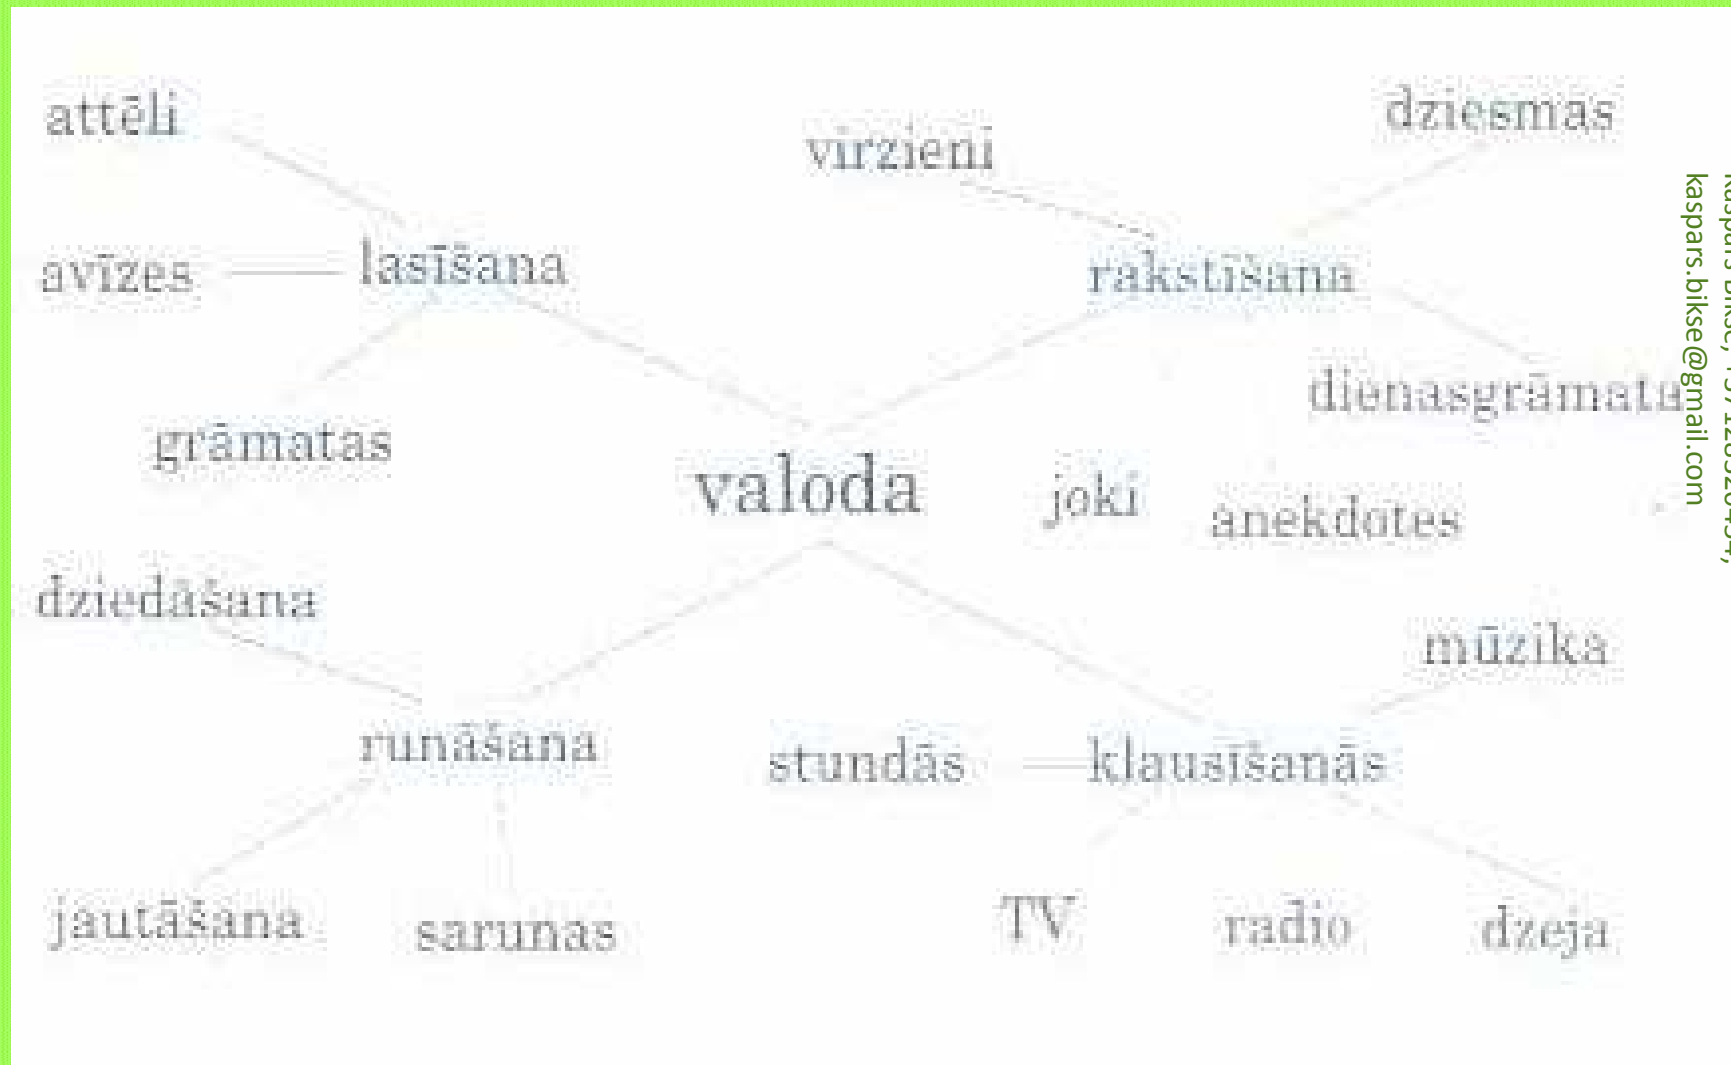 attēli
virzieni
dziesmas
avīzes
lasīšana
rakstīšana
grāmatas
dienasgrāmata
valoda
joki
anekdotes
dziedāšana
mūzika
runāšana
stundās
klausīšanās
jautāšana
sarunas
TV
radio
dzeja
kaspars.bikse@gmail.com